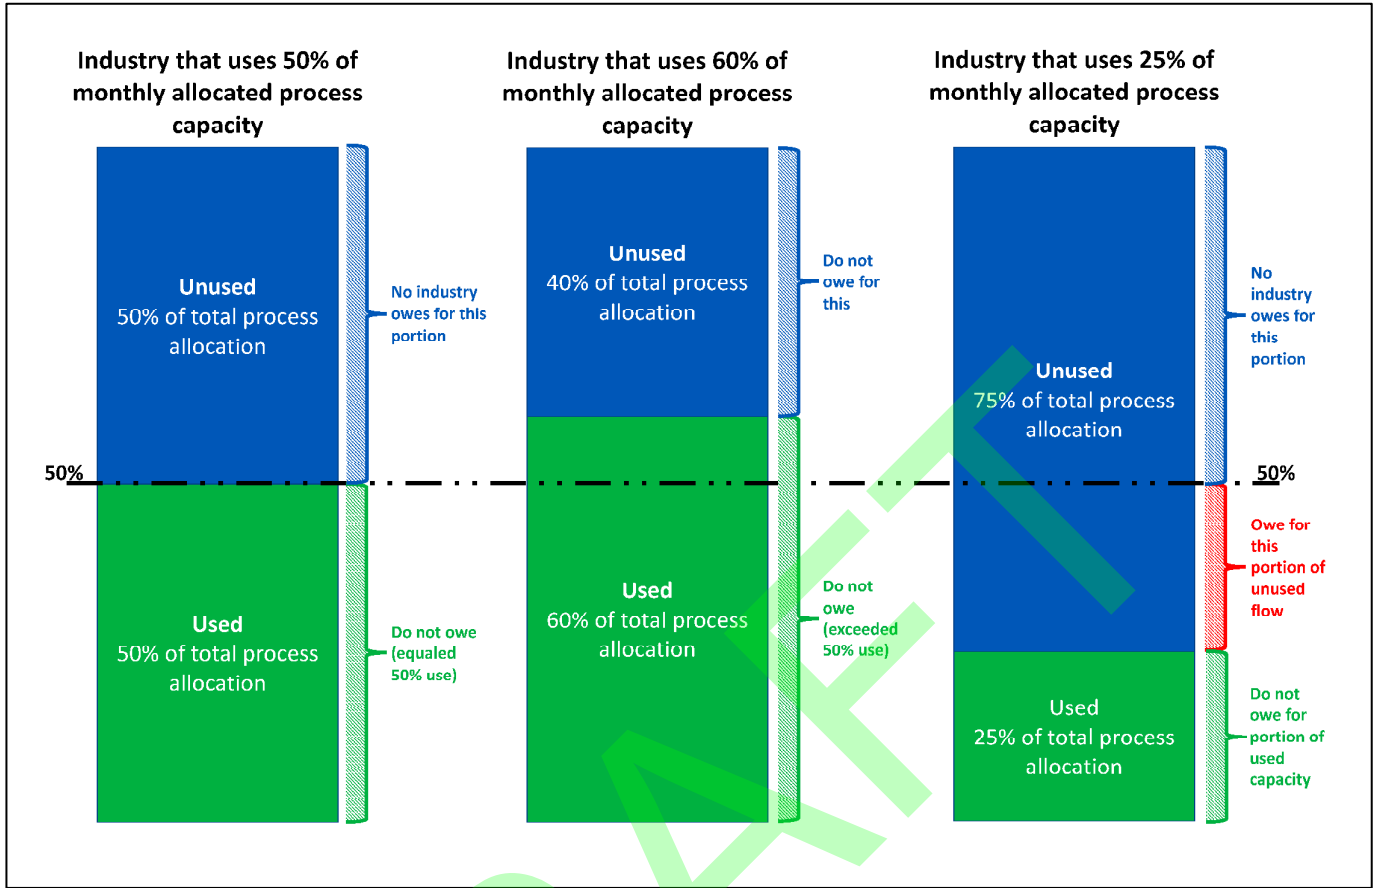 Industry that uses 50% of
monthly allocated process
capacity
Unused
50% of total process
allocation
No industry
owes for this
portion
50%
Used
50% of total process
allocation
Do not owe
(equaled
50% use)
Industry that uses 60% of
monthly allocated process
capacity
Unused
40% of total process
allocation
Do not
owe for
this
Used
60% of total process
allocation
Do not
owe
(exceeded
50% use)
Industry that uses 25% of
monthly allocated process
capacity
Unused
75% of total process
allocation
No
industry
owes for
this
portion
50%
Owe for
this
portion of
unused
flow
Used
25% of total process
allocation
Do not
owe for
portion of
used
capacity